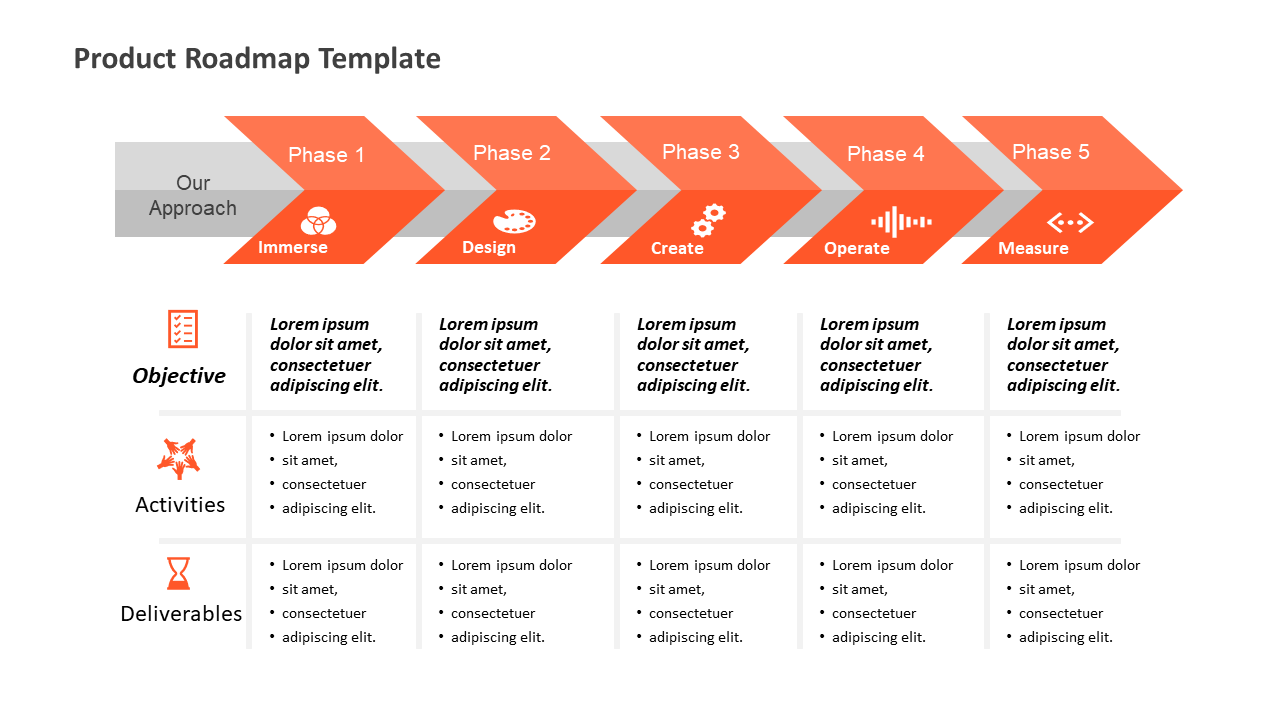 Product Roadmap Template
Our
Approach
Phase 1
Phase 2
Phase 3
Phase 4
Phase 5
Immerse
Design
Create
Operate
Measure
Objective
Lorem ipsum
dolor sit amet,
consectetuer
adipiscing elit.
Lorem ipsum
dolor sit amet,
consectetuer
adipiscing elit.
Lorem ipsum
dolor sit amet,
consectetuer
adipiscing elit.
Lorem ipsum
dolor sit amet,
consectetuer
adipiscing elit.
Lorem ipsum
dolor sit amet,
consectetuer
adipiscing elit.
Activities
• Lorem ipsum dolor
• sit amet,
• consectetuer
• adipiscing elit.
• Lorem ipsum dolor
• sit amet,
• consectetuer
• adipiscing elit.
• Lorem ipsum dolor
• sit amet,
• consectetuer
• adipiscing elit.
• Lorem ipsum dolor
• sit amet,
• consectetuer
• adipiscing elit.
• Lorem ipsum dolor
• sit amet,
• consectetuer
• adipiscing elit.
Deliverables
• Lorem ipsum dolor
• sit amet,
• consectetuer
• adipiscing elit.
• Lorem ipsum dolor
• sit amet,
• consectetuer
• adipiscing elit.
• Lorem ipsum dolor
• sit amet,
• consectetuer
• adipiscing elit.
• Lorem ipsum dolor
• sit amet,
• consectetuer
• adipiscing elit.
• Lorem ipsum dolor
• sit amet,
• consectetuer
• adipiscing elit.